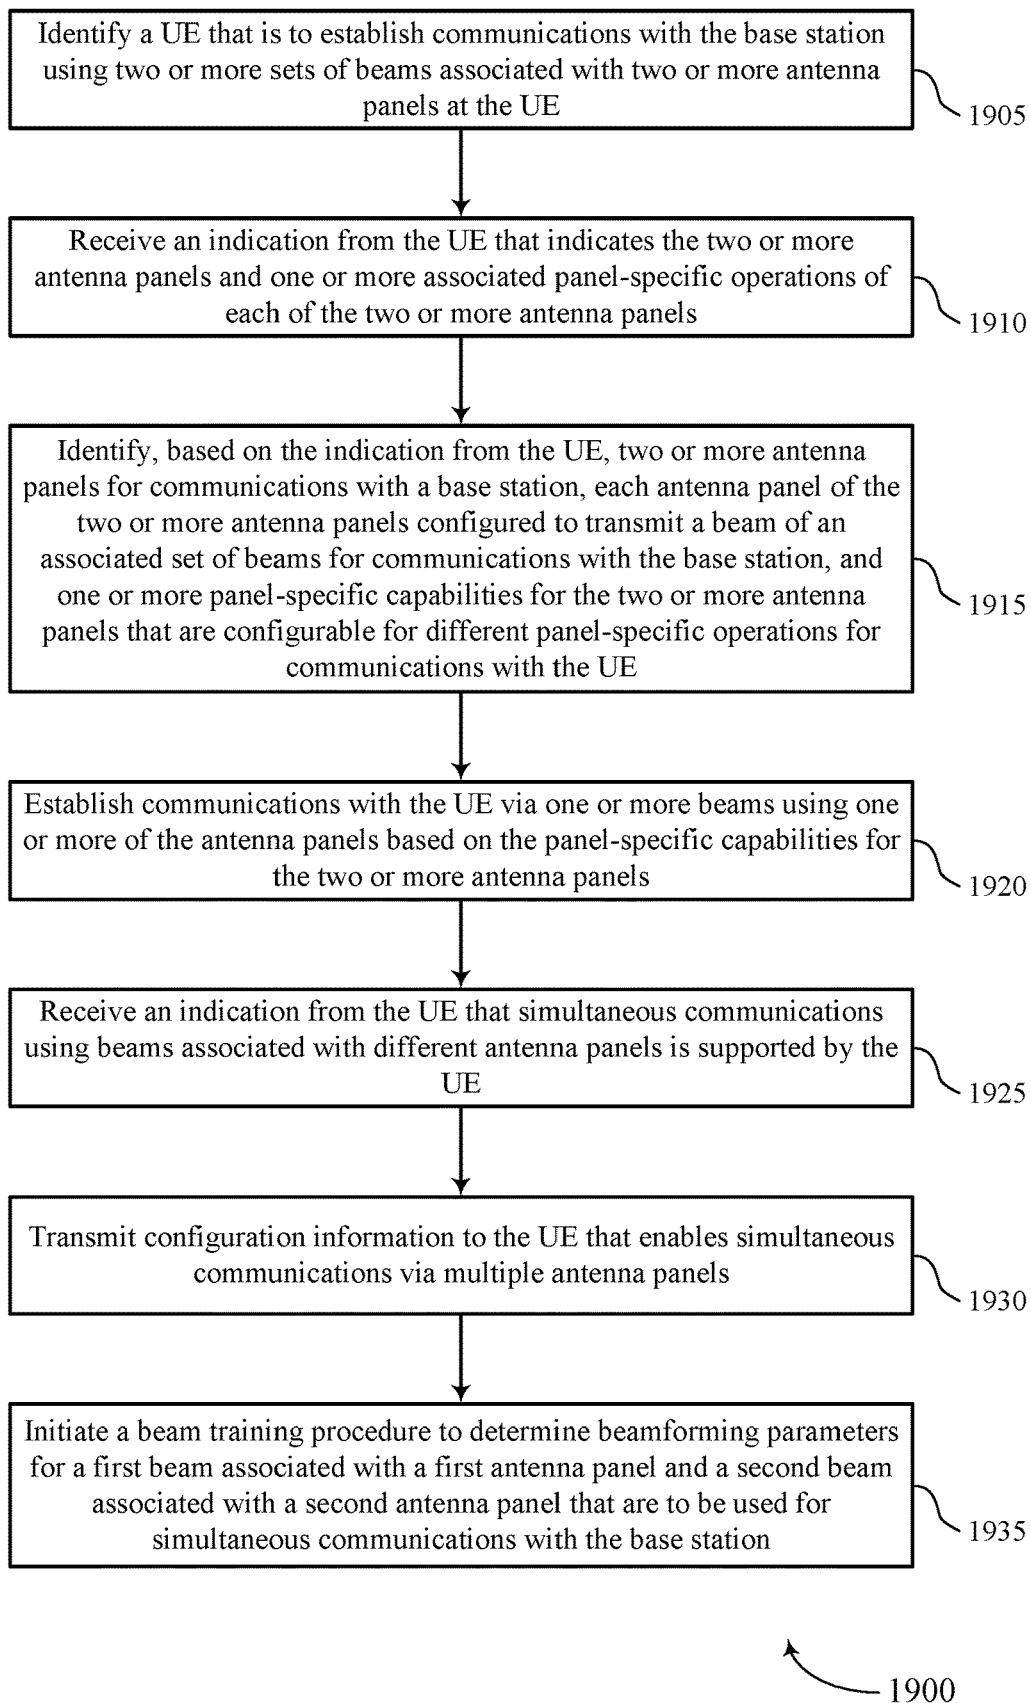 Identify a UE that is to establish communications with the base station
using two or more sets of beams associated with two or more antenna
panels at the UE
1905
Receive an indication from the UE that indicates the two or more
antenna panels and one or more associated panel-specific operations of
each of the two or more antenna panels
1910
Identify, based on the indication from the UE, two or more antenna
panels for communications with a base station, each antenna panel of the
two or more antenna panels configured to transmit a beam of an
associated set of beams for communications with the base station, and
one or more panel-specific capabilities for the two or more antenna
panels that are configurable for different panel-specific operations for
communications with the UE
1915
Establish communications with the UE via one or more beams using one
or more of the antenna panels based on the panel-specific capabilities for
the two or more antenna panels
1920
Receive an indication from the UE that simultaneous communications
using beams associated with different antenna panels is supported by the
UE
1925
Transmit configuration information to the UE that enables simultaneous
communications via multiple antenna panels
1930
Initiate a beam training procedure to determine beamforming parameters
for a first beam associated with a first antenna panel and a second beam
associated with a second antenna panel that are to be used for
simultaneous communications with the base station
1935
1900